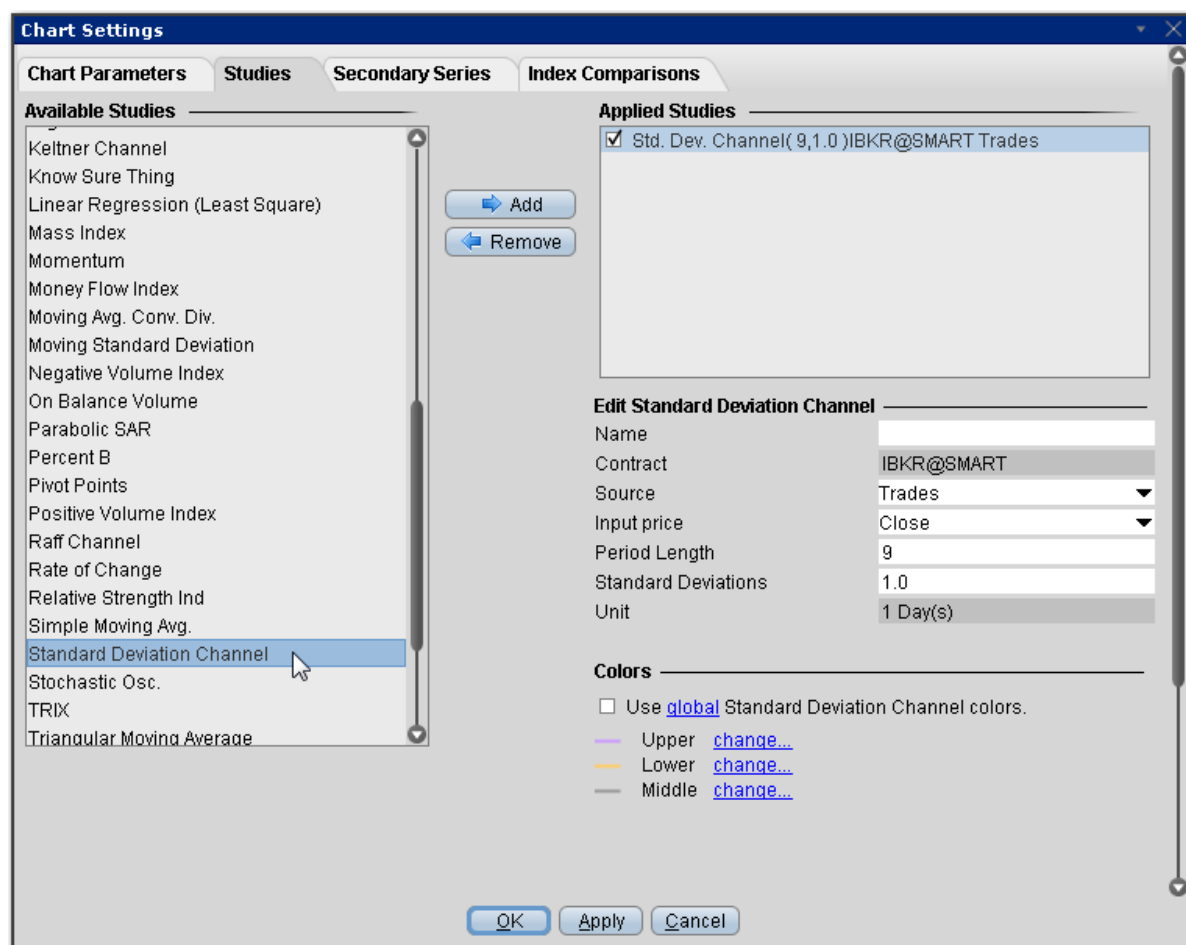 Chart Settings
Chart Parameters Studies Secondary Series Index Comparisons
Available Studies
Keltner Channel
Know Sure Thing
Linear Regression (Least Square)
Mass Index
Momentum
Money Flow Index
Moving Avg. Conv. Div.
Moving Standard Deviation
Negative Volume Index
On Balance Volume
Parabolic SAR
Percent B
Pivot Points
Positive Volume Index
Raff Channel
Rate of Change
Relative Strength Ind
Simple Moving Avg.
Standard Deviation Channel
Stochastic Osc.
TRIX
Triangular Moving Average
Add
Remove
Applied Studies
Std. Dev. Channel( 9,1.0 )IBKR@SMART Trades
Edit Standard Deviation Channel
Name
Contract IBKR@SMART
Source Trades
Input price Close
Period Length 9
Standard Deviations 1.0
Unit 1 Day(s)
Colors
Use global Standard Deviation Channel colors.
Upper change...
Lower change...
Middle change...
OK Apply Cancel